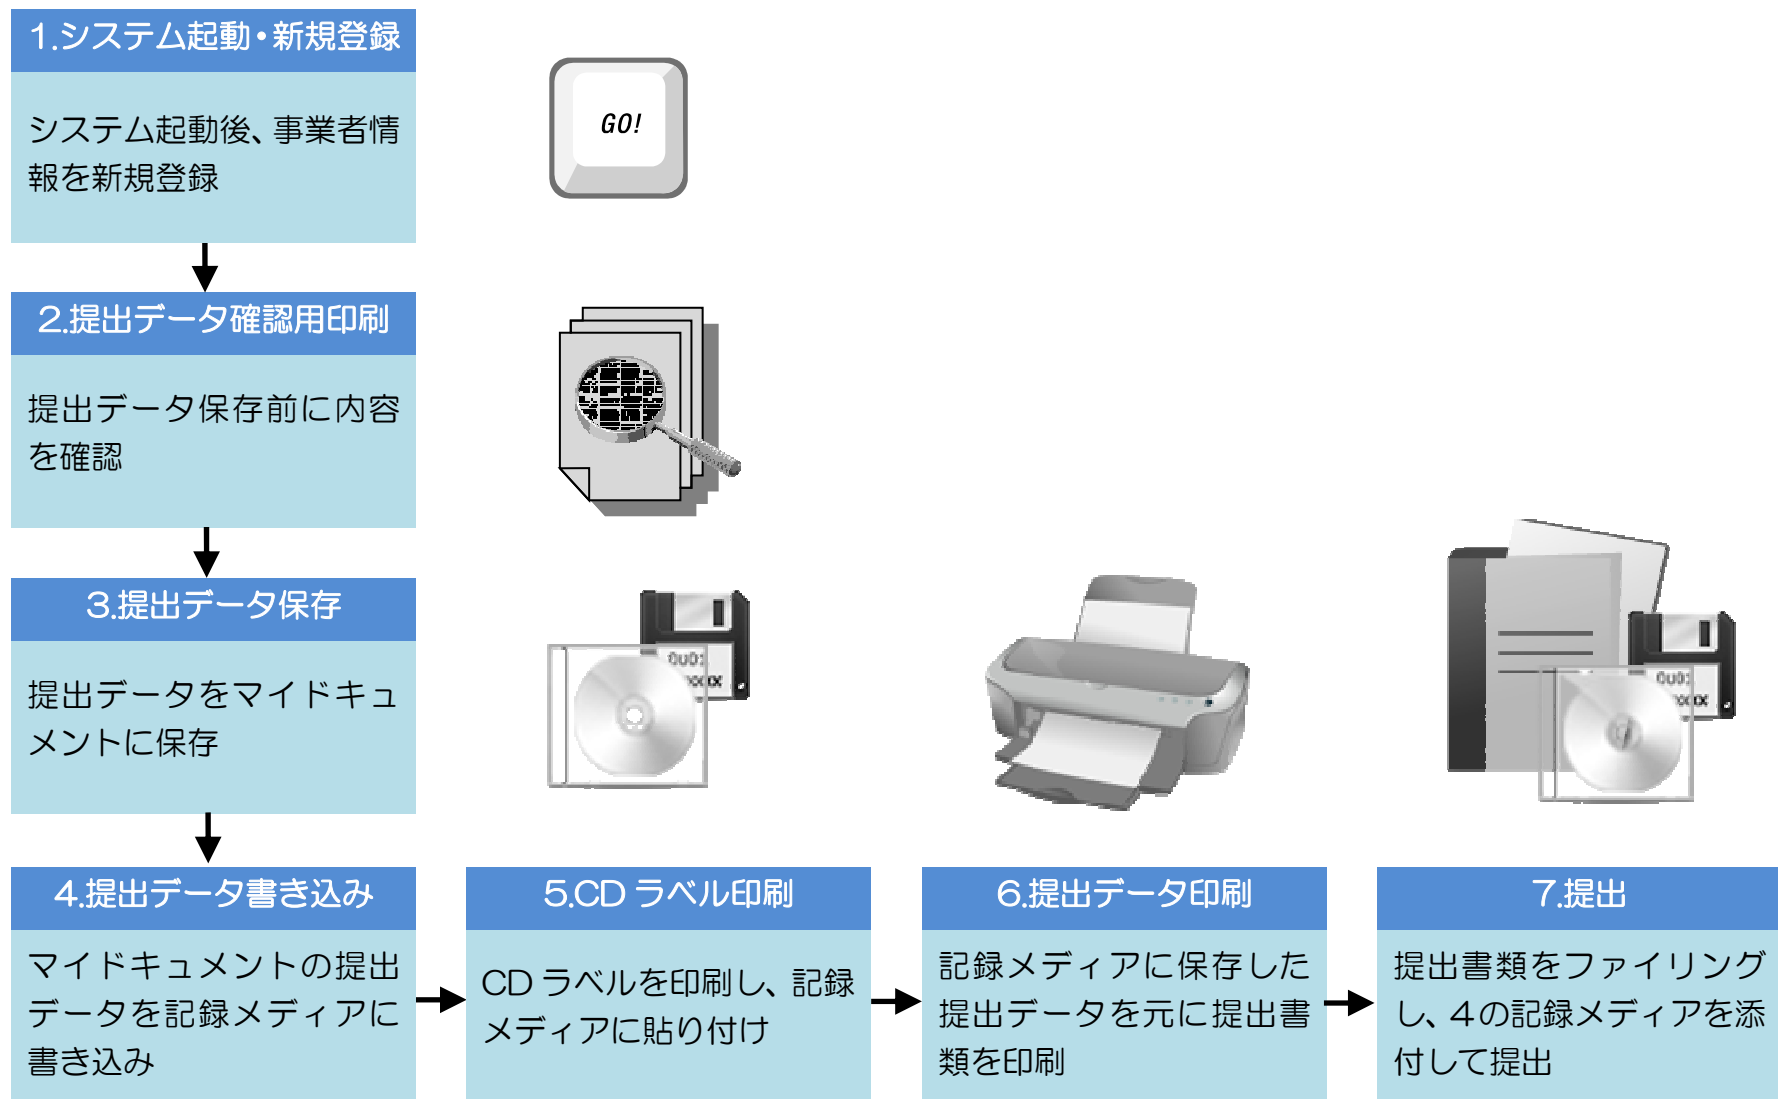 1.システム起動・新規登録
システム起動後、事業者情
報を新規登録
GO!
2.提出データ確認用印刷
提出データ保存前に内容
を確認
3.提出データ保存
提出データをマイドキュ
メントに保存
4.提出データ書き込み
マイドキュメントの提出
データを記録メディアに
書き込み
5.CD ラベル印刷
CD ラベルを印刷し、記録
メディアに貼り付け
6.提出データ印刷
記録メディアに保存した
提出データを元に提出書
類を印刷
7.提出
提出書類をファイリング
し、4の記録メディアを添
付して提出